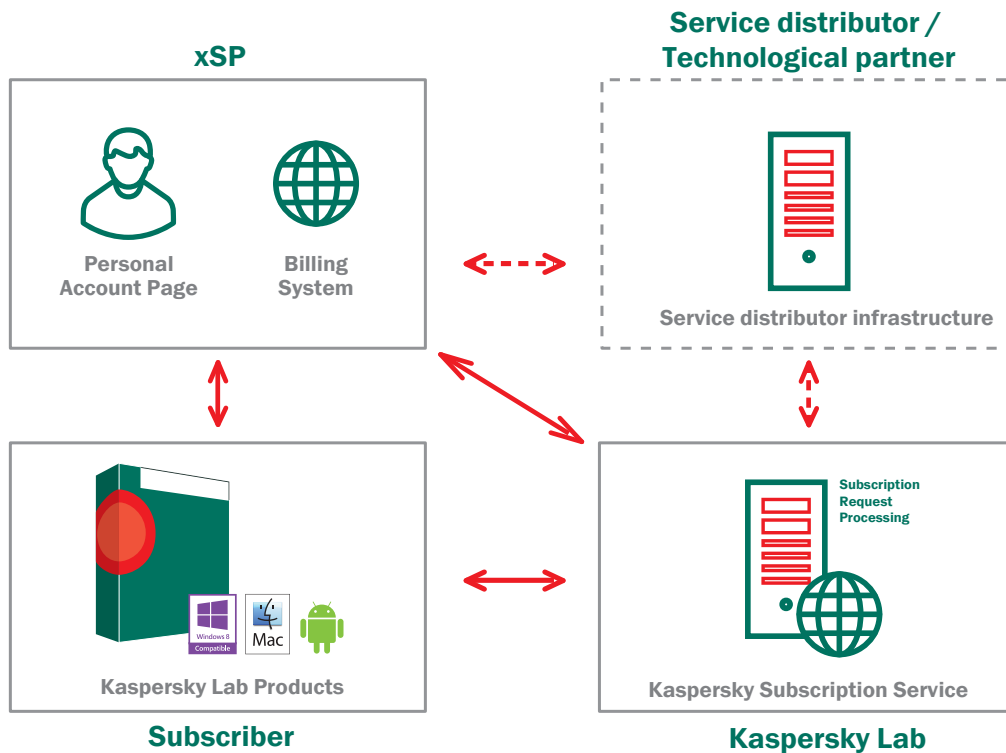 xSP
Service distributor /
Technological partner
Personal
Account Page
Billing
System
Service distributor infrastructure
Subscription
Request
Processing
Windows 8
Compatible
Mac
Kaspersky Lab Products
Kaspersky Subscription Service
Subscriber
Kaspersky Lab